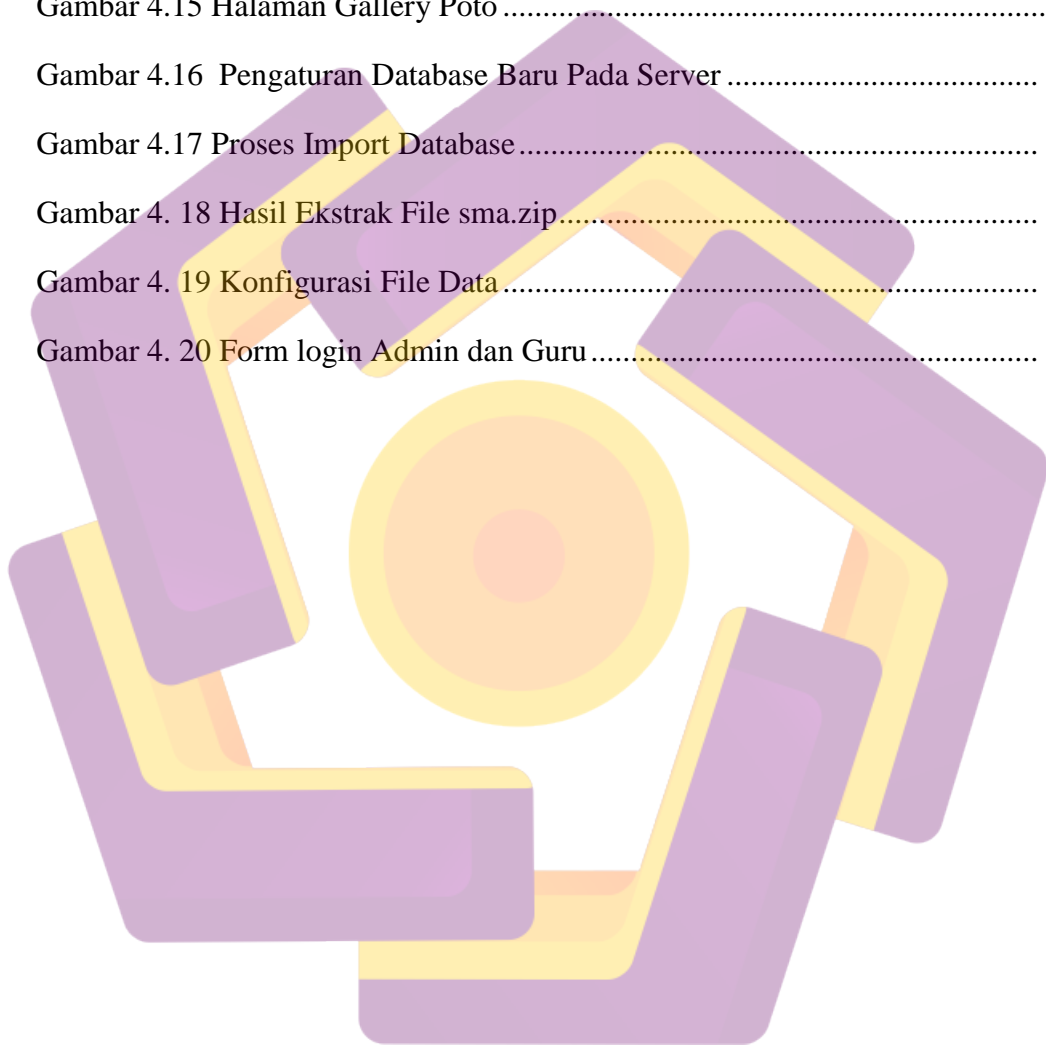 Gambar 4.15 Halaman Gallery Poto ....................................................................
Gambar 4.16  Pengaturan Database Baru Pada Server .......................................
Gambar 4.17 Proses Import Database .................................................................
Gambar 4. 18 Hasil Ekstrak File sma.zip ............................................................
Gambar 4. 19 Konfigurasi File Data ...................................................................
Gambar 4. 20 Form login Admin dan Guru ........................................................